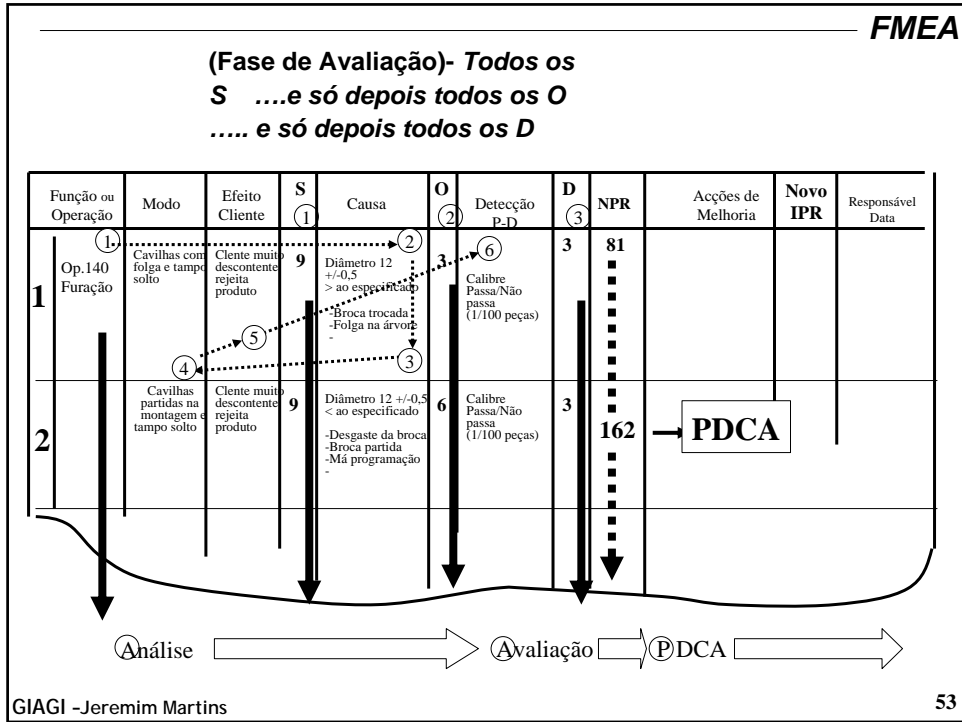 FMEA
(Fase de Avaliação)- Todos os
S ....e só depois todos os O
..... e só depois todos os D
Função ou
Operação
Modo
Efeito
Cliente
S
1
Causa
O
2
Detecção
P-D
D
3
NPR
Acções de
Melhoria
Novo
IPR
Responsável
Data
1
1
Op.140
Furação
Cavilhas com
folga e tampo
solto
Clente muito
descontente
rejeita
produto
9
2
Diâmetro 12
+/-0,5
> ao especificado
-Broca trocada
-Folga na árvore
-
3
6
Calibre
Passa/Não
passa
(1/100 peças)
3
81
4
5
3
2
Cavilhas
partidas na
montagem e
tampo solto
Clente muito
descontente
rejeita
produto
9
Diâmetro 12 +/-0,5
< ao especificado
-Desgaste da broca
-Broca partida
-Má programação
-
6
Calibre
Passa/Não
passa
(1/100 peças)
3
162
PDCA
Análise
Avaliação
PDCA
GIAGI -Jeremim Martins
53